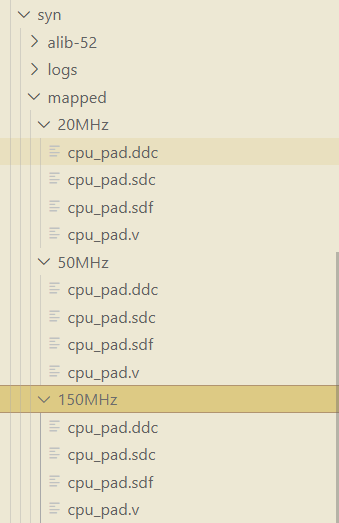 syn
alib-52
logs
mapped
20MHz
cpu_pad.ddc
cpu_pad.sdc
cpu_pad.sdf
cpu_pad.v
50MHz
cpu_pad.ddc
cpu_pad.sdc
cpu_pad.sdf
cpu_pad.v
150MHz
cpu_pad.ddc
cpu_pad.sdc
cpu_pad.sdf
cpu_pad.v